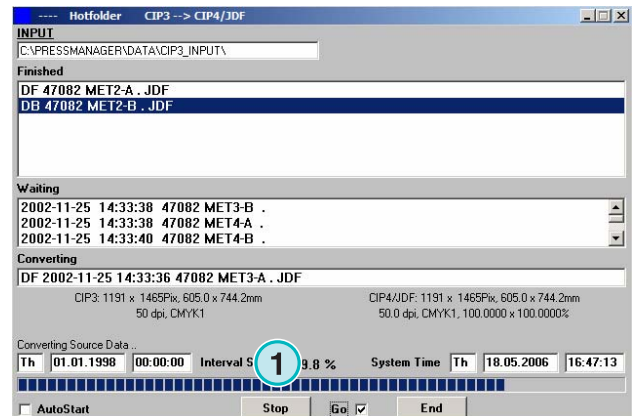 ---- Hotfolder CIP3 --> CIP4/JDF
INPUT
C:\PRESSMANAGER\DATA\CIP3_INPUT\
Finished
DF 47082 MET2-A . JDF
DB 47082 MET2-B . JDF
Waiting
2002-11-25 14:33:38 47082 MET3-B .
2002-11-25 14:33:38 47082 MET4-A .
2002-11-25 14:33:40 47082 MET4-B .
Converting
DF 2002-11-25 14:33:36 47082 MET3-A . JDF
CIP3: 1191 x 1465Pix, 605.0 x 744.2mm
50 dpi, CMYK1
CIP4/JDF: 1191 x 1465Pix, 605.0 x 744.2mm
50.0 dpi, CMYK1, 100.0000 x 100.0000%
Converting Source Data ..
Th 01.01.1998 00:00:00 Interval S 1 9.8 % System Time Th 18.05.2006 16:47:13
AutoStart Stop Go End